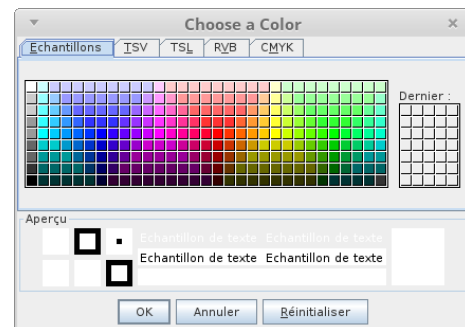 Choose a Color
Echantillons TSV TSL RVB CMYK
Dernier :
Aperçu
Echantillon de texte Echantillon de texte
Echantillon de texte Echantillon de texte
OK Annuler Réinitialiser